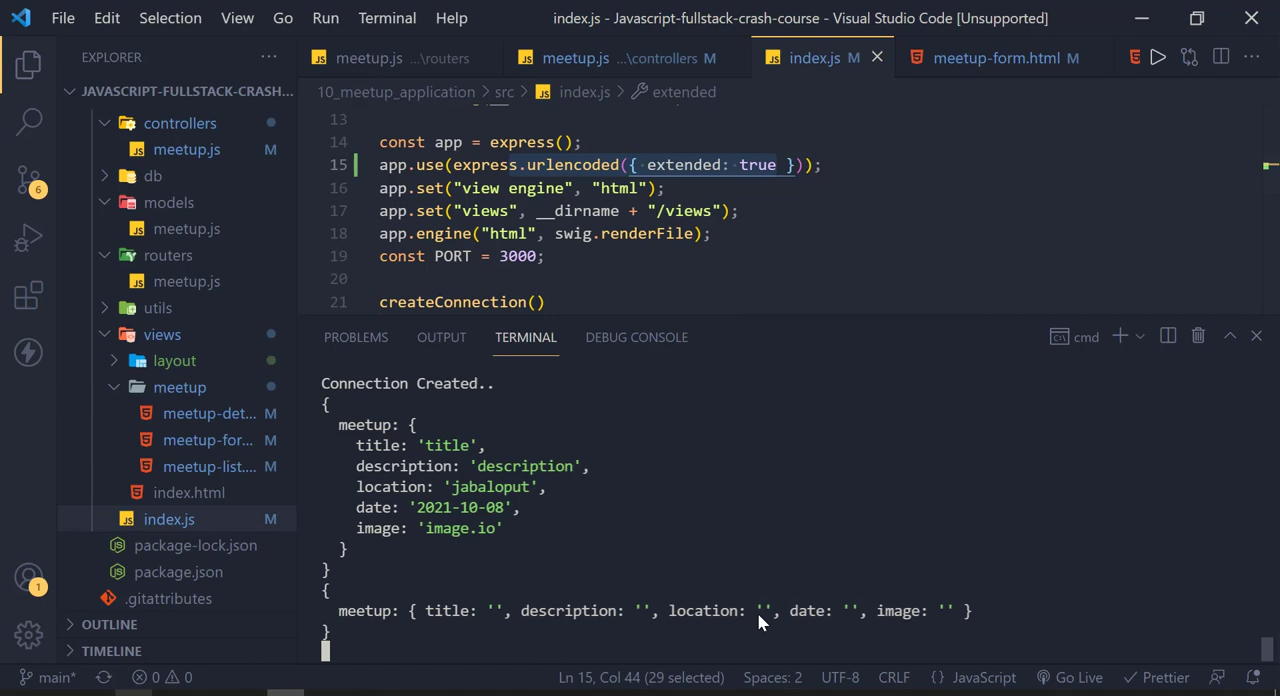 File Edit Selection View Go Run Terminal Help
index.js - Javascript-fullstack-crash-course - Visual Studio Code [Unsupported]
EXPLORER
JS meetup.js ...\routers
JS meetup.js ...\controllers M
JS index.js M
meetup-form.html M
JAVASCRIPT-FULLSTACK-CRASH...
10_meetup_application > src > JS index.js > extended
controllers
JS meetup.js M
db
models
JS meetup.js
routers
JS meetup.js
utils
views
layout
meetup
meetup-det... M
meetup-for... M
meetup-list.... M
index.html
JS index.js M
package-lock.json
package.json
.gitattributes
OUTLINE
TIMELINE
6
1
13
14 const app = express();
15 app.use(express.urlencoded({ extended: true }));
16 app.set("view engine", "html");
17 app.set("views", __dirname + "/views");
18 app.engine("html", swig.renderFile);
19 const PORT = 3000;
20
21 createConnection()
PROBLEMS OUTPUT TERMINAL DEBUG CONSOLE
cmd
Connection Created..
{
meetup: {
title: 'title',
description: 'description',
location: 'jabaloput',
date: '2021-10-08',
image: 'image.io'
}
}
{
meetup: { title: '', description: '', location: '', date: '', image: '' }
}
main* 0 0 Ln 15, Col 44 (29 selected) Spaces: 2 UTF-8 CRLF {} JavaScript Go Live Prettier